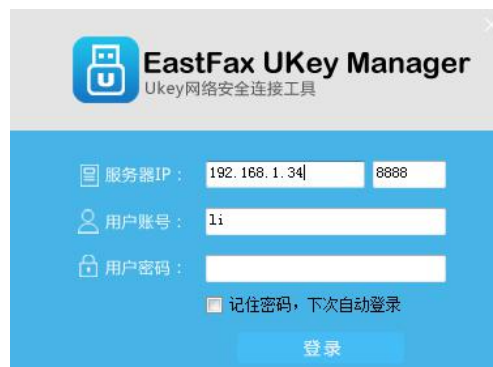 EastFax UKey Manager
Ukey网络安全连接工具
服务器IP： 192.168.1.34 8888
用户账号： li
用户密码：
记住密码，下次自动登录
登录